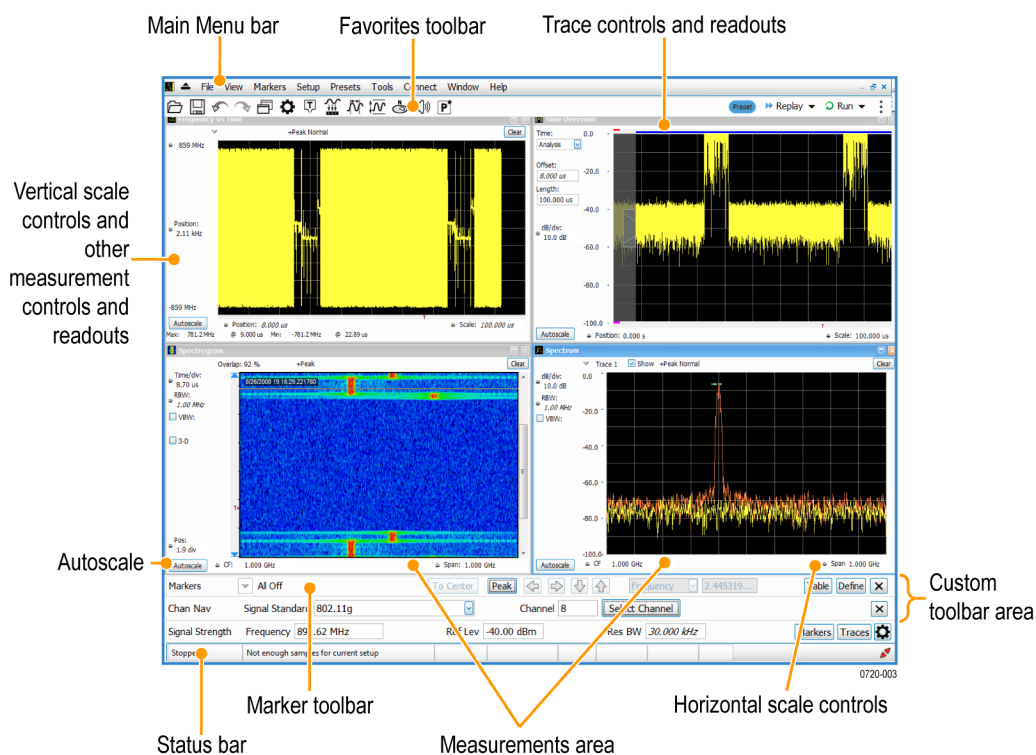 Main Menu bar
Favorites toolbar
Trace controls and readouts
File View Markers Setup Presets Tools Connect Window Help
Preset Replay Run
Frequency vs Time
Time Overview
+Peak Normal Clear
859 MHz
Position:
2.11 kHz
-859 MHz
Autoscale Position: 8.000 us Scale: 100.000 us
Max: 781.2 MHz @ 9.000 us Min: -781.2 MHz @ 22.89 us
Time:
Analysis
Offset:
8.000 us
Length:
100.000 us
dB/div:
10.0 dB
0.0
-20.0
-40.0
-60.0
-80.0
-100.0
Autoscale Position: 0.000 s Scale: 100.000 us
Vertical scale
controls and
other
measurement
controls and
readouts
Spectrogram
Overlap: 92 % +Peak Clear
Time/div:
8.70 us
RBW:
1.00 MHz
VBW:
3-D
8/26/2008 19:16:29.221760
Pos:
1.9 div
Autoscale CF: 1.000 GHz Span: 1.000 GHz
Spectrum
Trace 1 Show +Peak Normal Clear
dB/div:
10.0 dB
RBW:
1.00 MHz
VBW:
0.0
-20.0
-40.0
-60.0
-80.0
-100.0
Autoscale CF: 1.000 GHz Span: 1.000 GHz
Autoscale
Markers All Off To Center Peak Frequency 2.445319... Table Define
Chan Nav Signal Standard 802.11g Channel 8 Select Channel
Signal Strength Frequency .62 MHz Ref Lev -40.00 dBm Res BW 30.000 kHz Markers Traces
Stopped Not enough samples for current setup
Custom
toolbar area
0720-003
Marker toolbar
Horizontal scale controls
Status bar
Measurements area